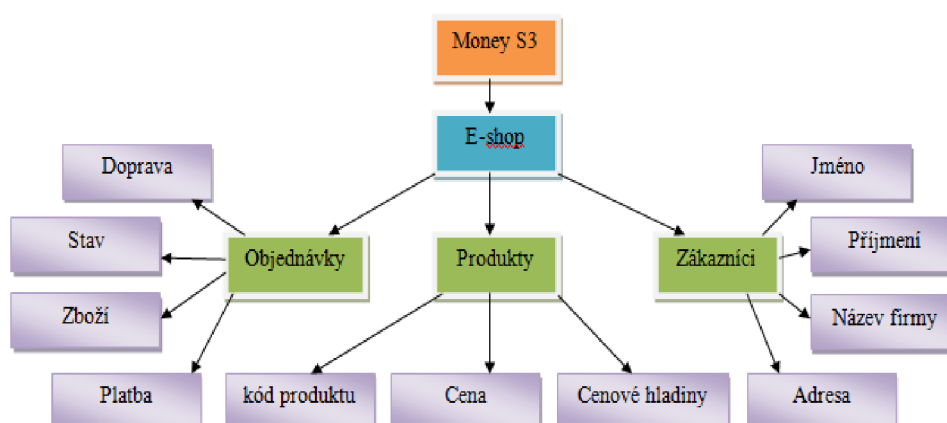 Money S3
E-shop
Doprava
Jméno
Stav
Objednávky
Produkty
Zákazníci
Příjmení
Zboží
Název firmy
Platba
kód produktu
Cena
Cenové hladiny
Adresa